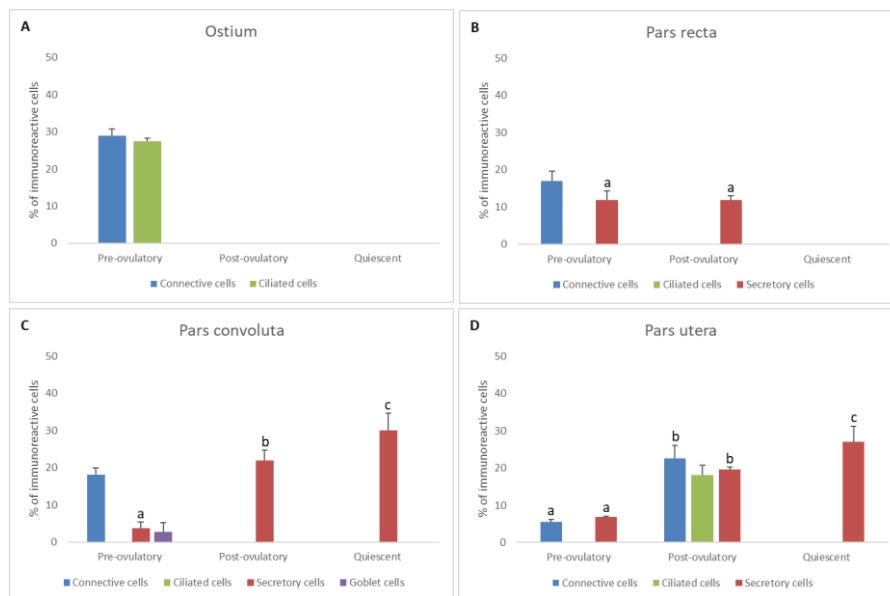 A
Ostium
% of immunoreactive cells
50
40
30
20
10
0
Pre-ovulatory Post-ovulatory Quiescent
Connective cells Ciliated cells
B
Pars recta
% of immunoreactive cells
50
40
30
20
10
0
a
a
Pre-ovulatory Post-ovulatory Quiescent
Connective cells Ciliated cells Secretory cells
C
Pars convoluta
% of immunoreactive cells
50
40
30
20
10
0
a
b
c
Pre-ovulatory Post-ovulatory Quiescent
Connective cells Ciliated cells Secretory cells Goblet cells
D
Pars utera
% of immunoreactive cells
50
40
30
20
10
0
a
a
b
b
c
Pre-ovulatory Post-ovulatory Quiescent
Connective cells Ciliated cells Secretory cells